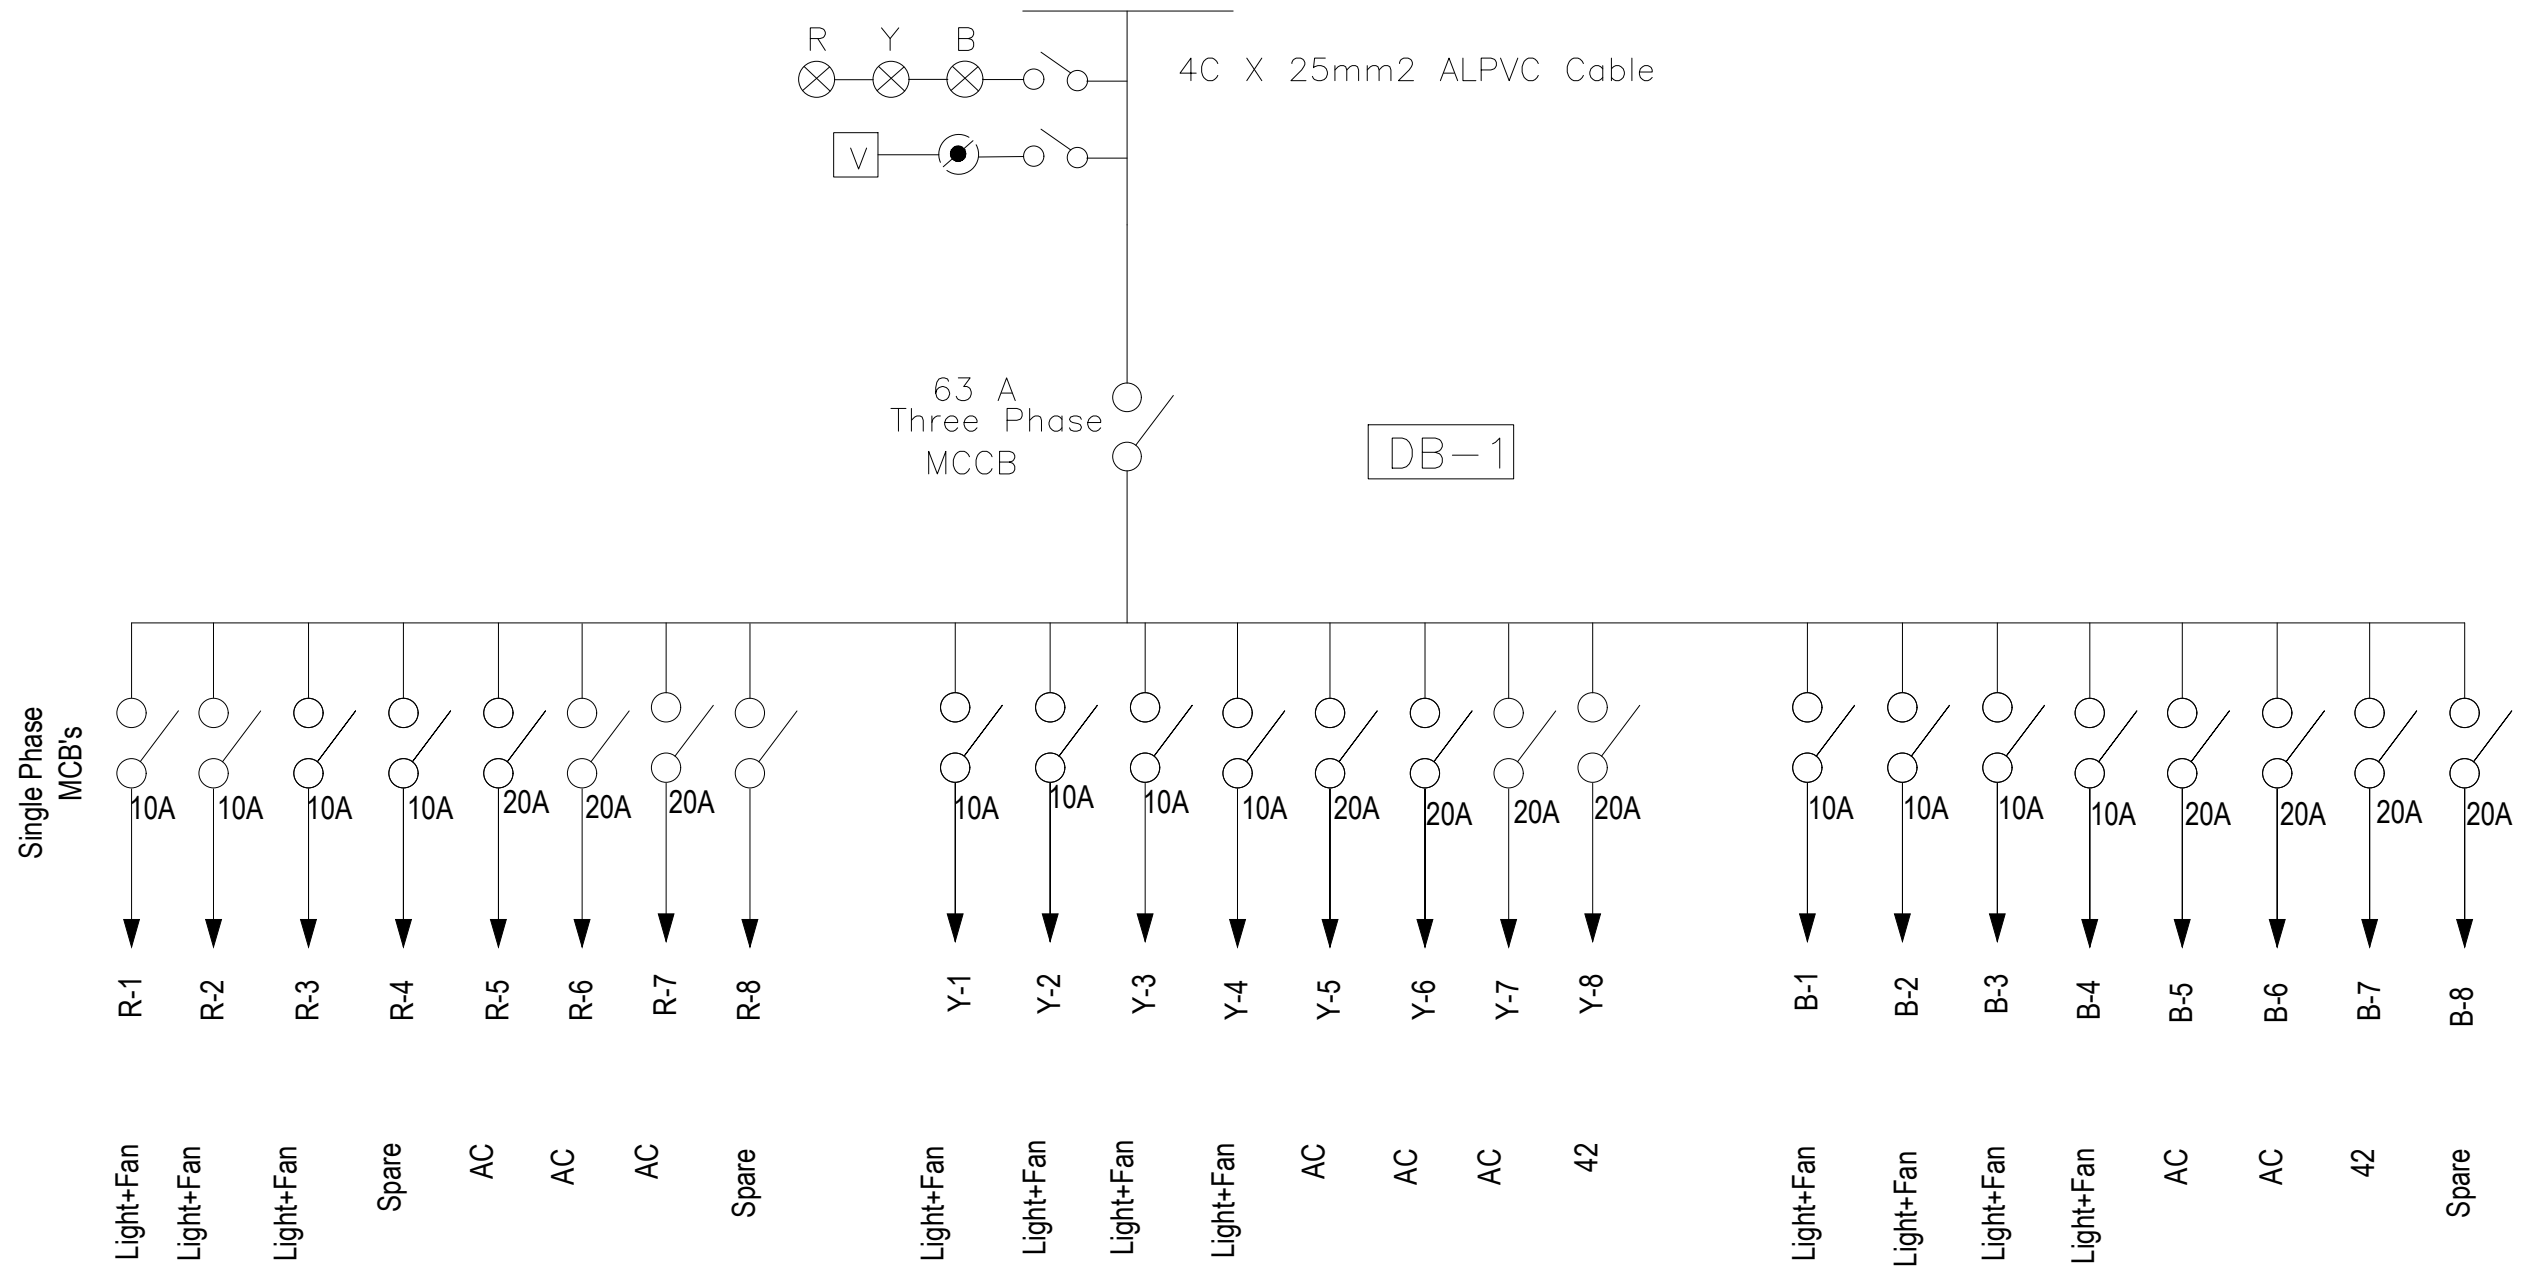 R Y B
4C X 25mm2 ALPVC Cable
V
63 A
Three Phase
MCCB
DB-1
Single Phase
MCB's
10A 10A 10A 10A 20A 20A 20A 10A 10A 10A 10A 20A 20A 20A 20A 10A 10A 10A 10A 20A 20A 20A 20A
R-1 R-2 R-3 R-4 R-5 R-6 R-7 R-8 Y-1 Y-2 Y-3 Y-4 Y-5 Y-6 Y-7 Y-8 B-1 B-2 B-3 B-4 B-5 B-6 B-7 B-8
Light+Fan Light+Fan Light+Fan Spare AC AC AC Spare Light+Fan Light+Fan Light+Fan Light+Fan AC AC AC 42 Light+Fan Light+Fan Light+Fan Light+Fan AC AC 42 Spare